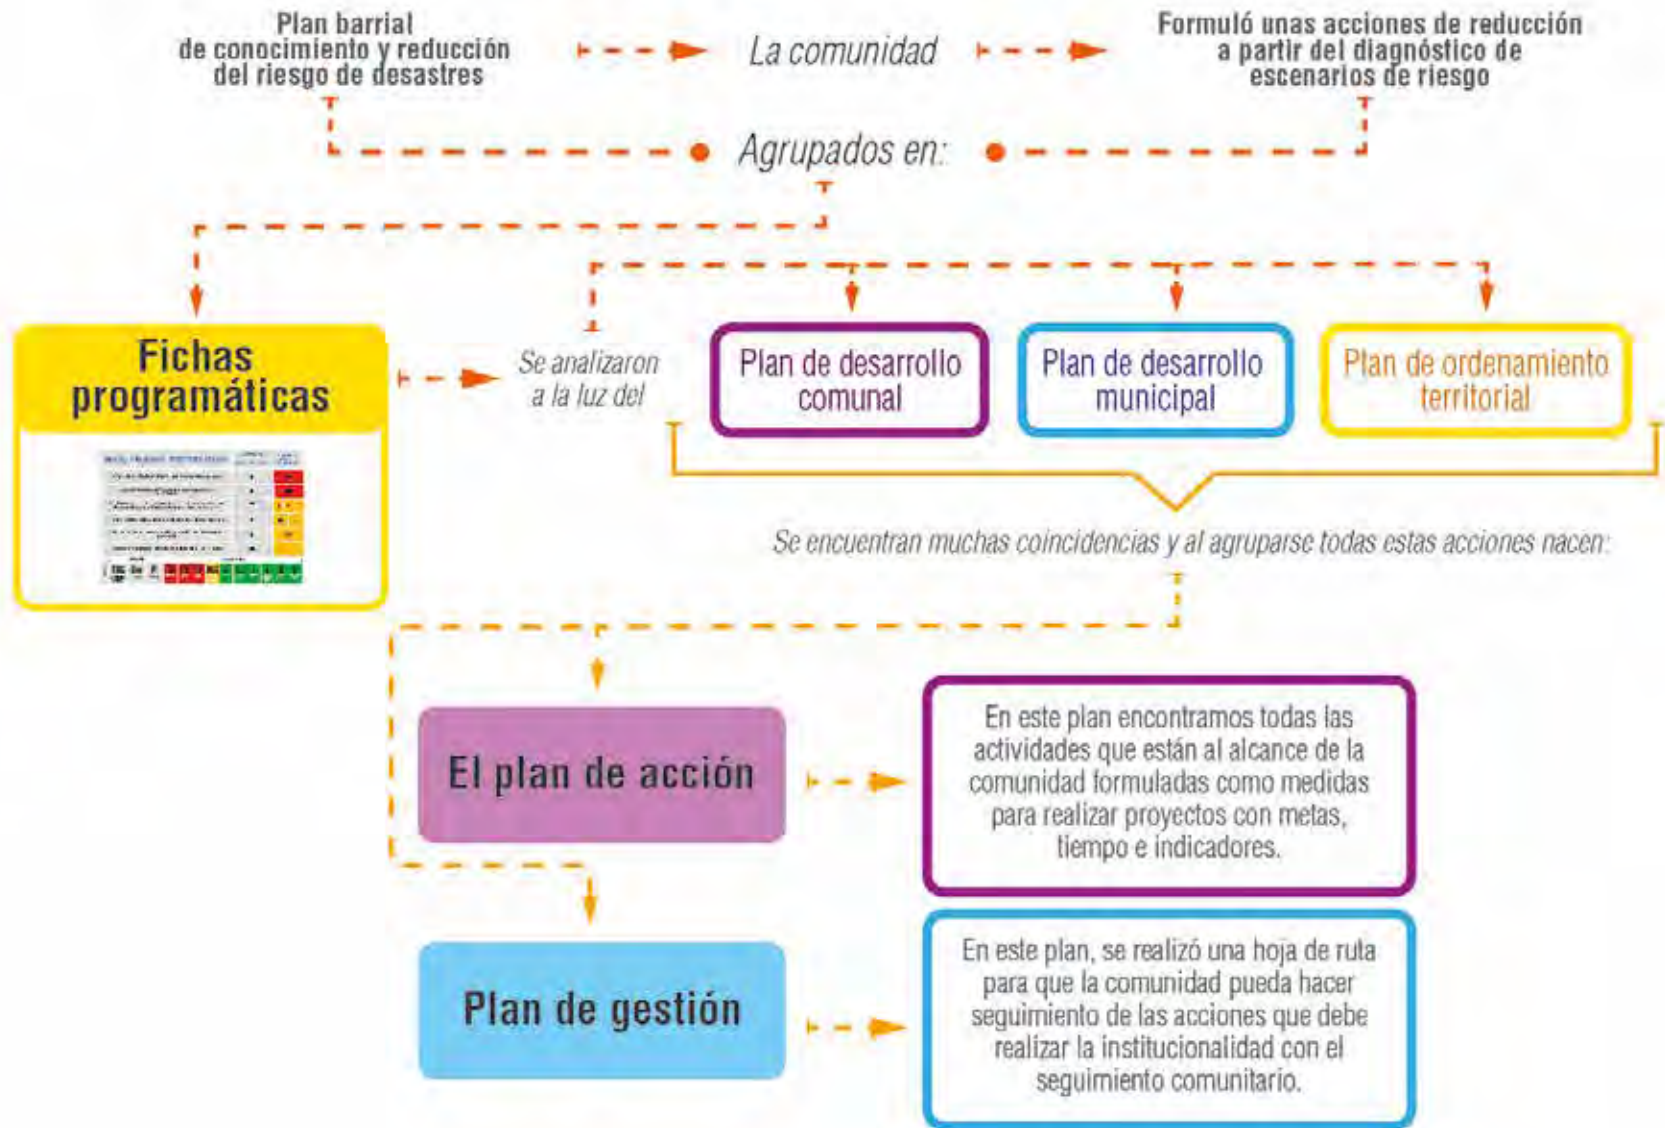 Plan barrial
de conocimiento y reducción
del riesgo de desastres
La comunidad
Formuló unas acciones de reducción
a partir del diagnóstico de
escenarios de riesgo
Agrupados en:
Fichas
programáticas
Se analizaron
a la luz del
Plan de desarrollo
comunal
Plan de desarrollo
municipal
Plan de ordenamiento
territorial
Se encuentran muchas coincidencias y al agruparse todas estas acciones nacen:
El plan de acción
En este plan encontramos todas las
actividades que están al alcance de la
comunidad formuladas como medidas
para realizar proyectos con metas,
tiempo e indicadores.
Plan de gestión
En este plan, se realizó una hoja de ruta
para que la comunidad pueda hacer
seguimiento de las acciones que debe
realizar la institucionalidad con el
seguimiento comunitario.